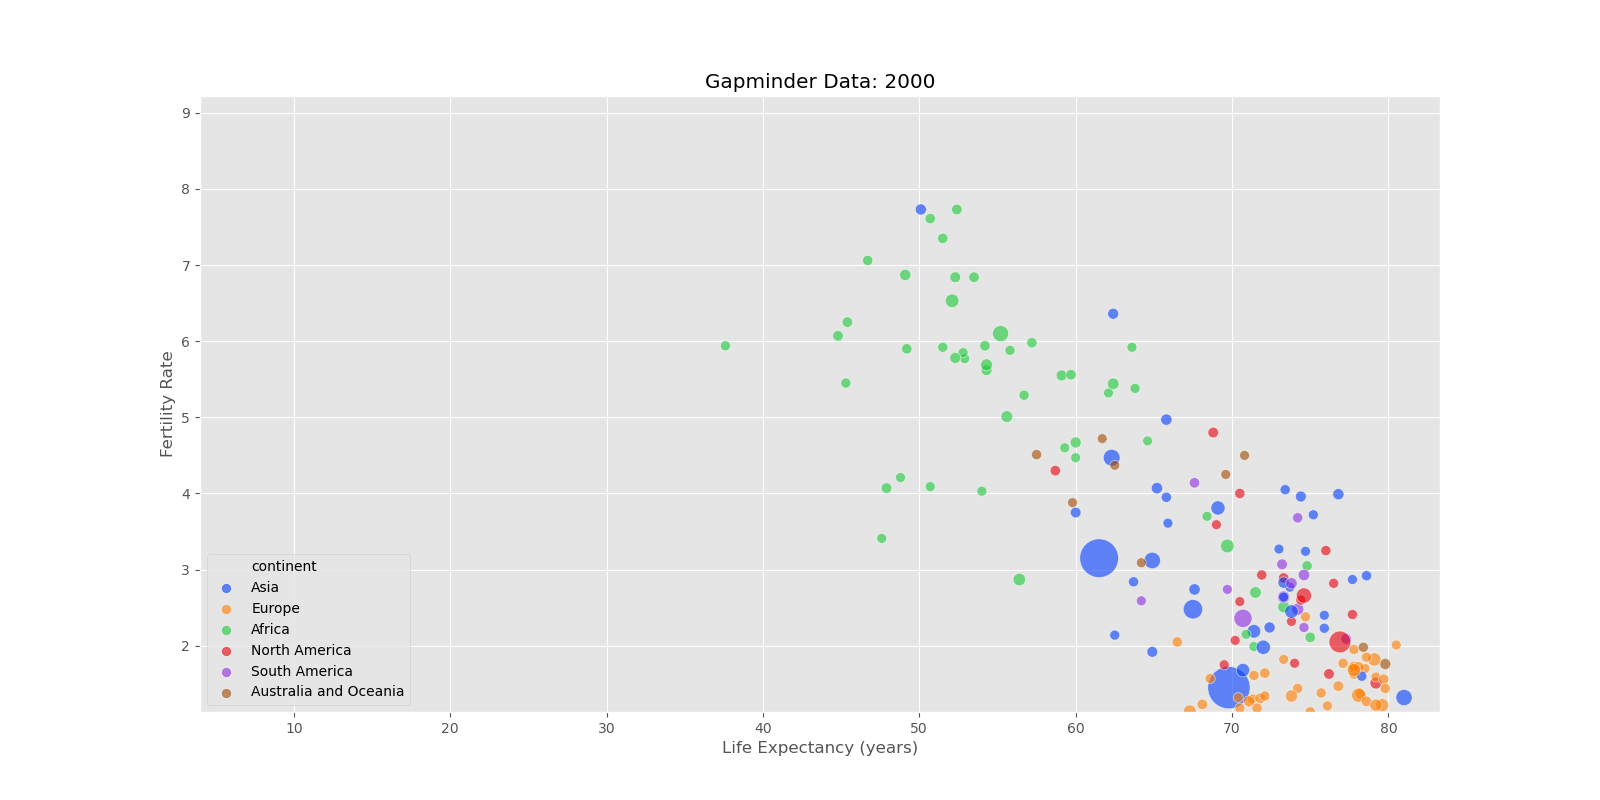 Gapminder Data: 2000
9
8
7
6
5
4
3
2
Fertility Rate
continent
Asia
Europe
Africa
North America
South America
Australia and Oceania
10 20 30 40 50 60 70 80
Life Expectancy (years)